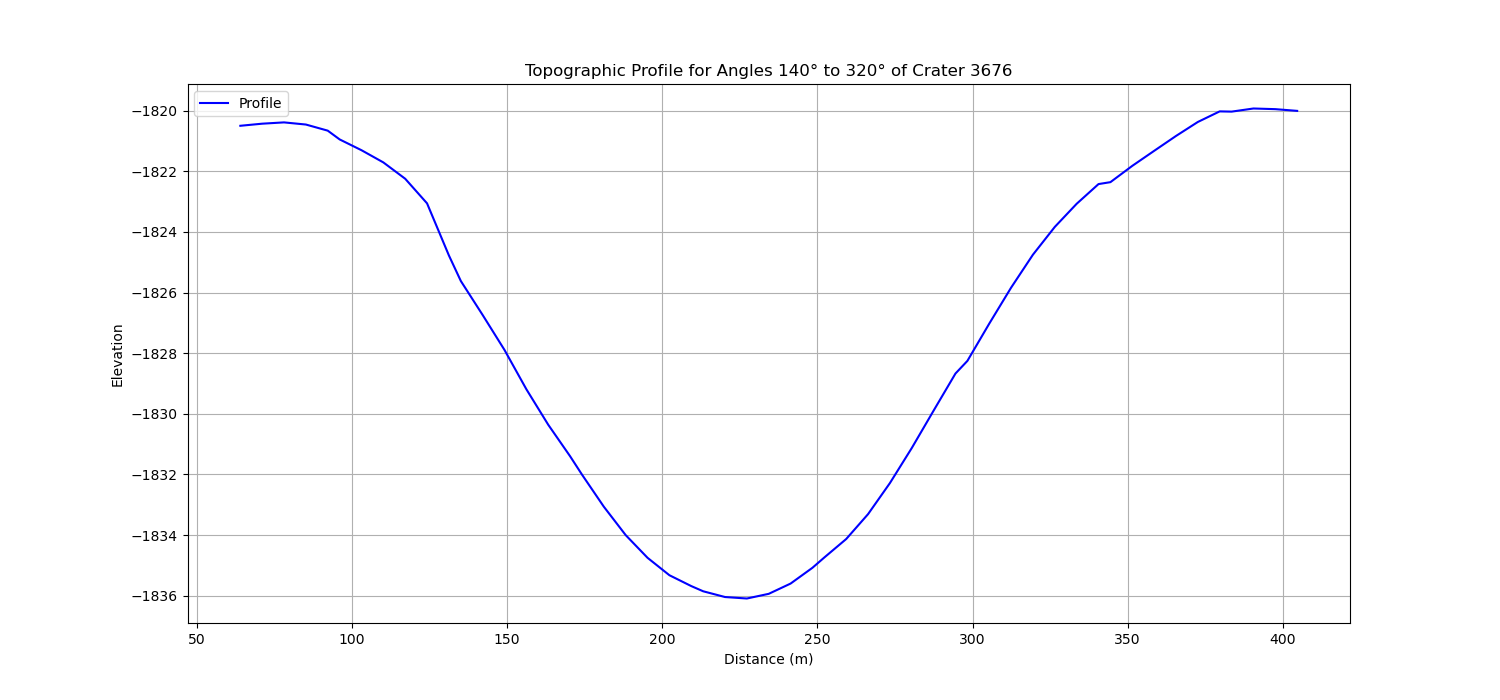 Topographic Profile for Angles 140° to 320° of Crater 3676
Profile
−1820
−1822
−1824
−1826
−1828
−1830
−1832
−1834
−1836
Elevation
50 100 150 200 250 300 350 400
Distance (m)